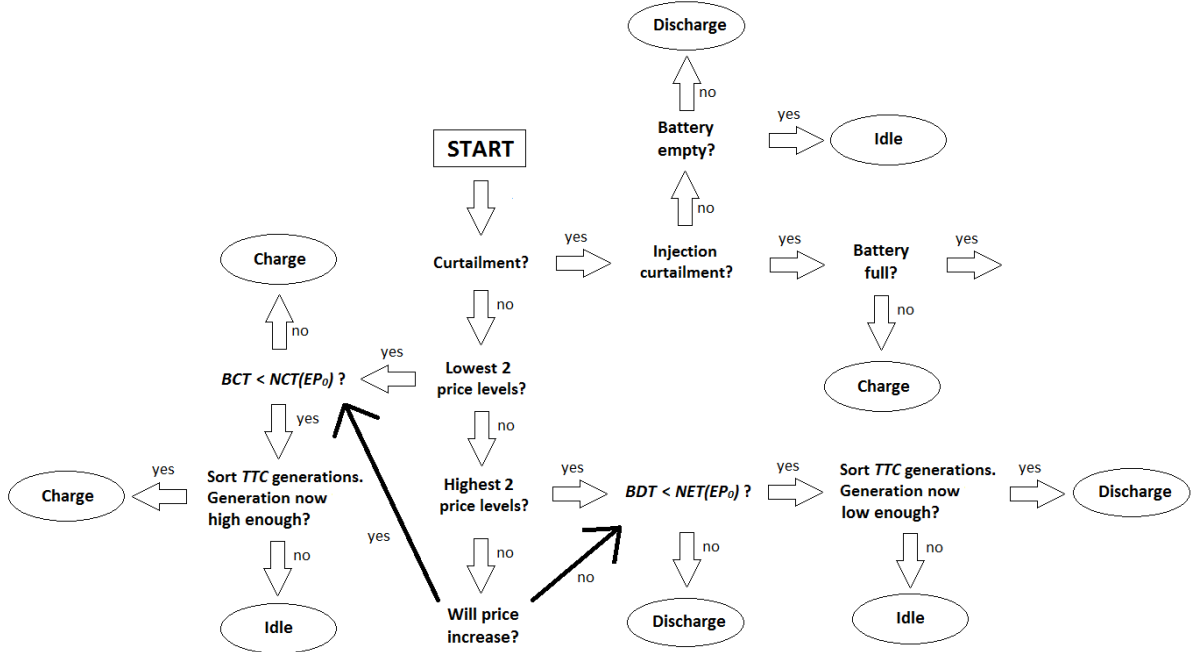 Discharge
no
Battery
empty?
yes
Idle
START
no
Charge
Curtailment?
yes
Injection
curtailment?
yes
Battery
full?
yes
no
no
no
BCT < NCT(EP₀) ?
yes
Lowest 2
price levels?
Charge
yes
no
Charge
yes
Sort TTC generations.
Generation now
high enough?
Highest 2
price levels?
yes
BDT < NET(EP₀) ?
yes
Sort TTC generations.
Generation now
low enough?
yes
Discharge
no
yes
no
no
no
no
Idle
Will price
increase?
Discharge
Idle